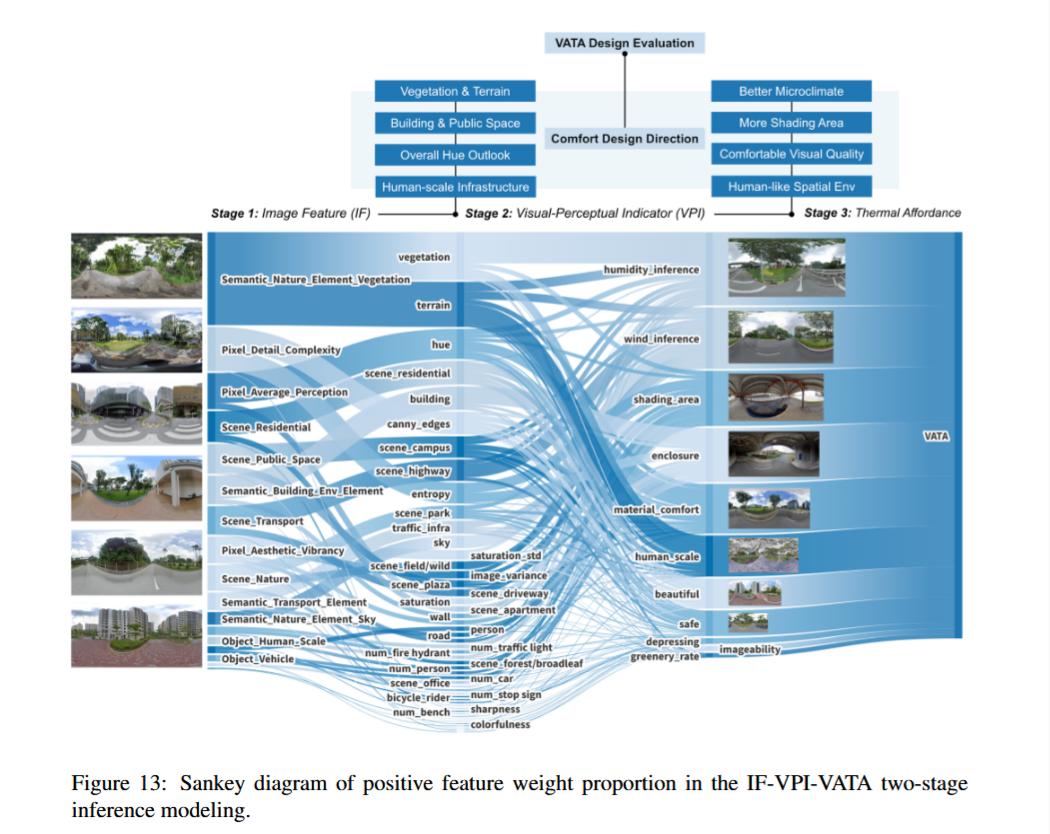 VATA Design Evaluation
Vegetation & Terrain
Building & Public Space
Overall Hue Outlook
Human-scale Infrastructure
Comfort Design Direction
Better Microclimate
More Shading Area
Comfortable Visual Quality
Human-like Spatial Env
Stage 1: Image Feature (IF)
Stage 2: Visual-Perceptual Indicator (VPI)
Stage 3: Thermal Affordance
Semantic_Nature_Element_Vegetation
Pixel_Detail_Complexity
Pixel_Average_Perception
Scene_Residential
Scene_Public_Space
Semantic_Building_Env_Element
Scene_Transport
Pixel_Aesthetic_Vibrancy
Scene_Nature
Semantic_Transport_Element
Semantic_Nature_Element_Sky
Object_Human_Scale
Object_Vehicle
vegetation
terrain
hue
scene_residential
building
canny_edges
scene_campus
scene_highway
entropy
scene_park
traffic_infra
sky
scene_field/wild
scene_plaza
saturation
wall
road
num_fire hydrant
num_person
scene_office
bicycle_rider
num_bench
saturation_std
image_variance
scene_driveway
scene_apartment
person
num_traffic light
scene_forest/broadleaf
num_car
num_stop sign
sharpness
colorfulness
humidity_inference
wind_inference
shading_area
enclosure
material_comfort
human_scale
beautiful
safe
depressing
greenery_rate
imageability
VATA
Figure 13: Sankey diagram of positive feature weight proportion in the IF-VPI-VATA two-stage
inference modeling.